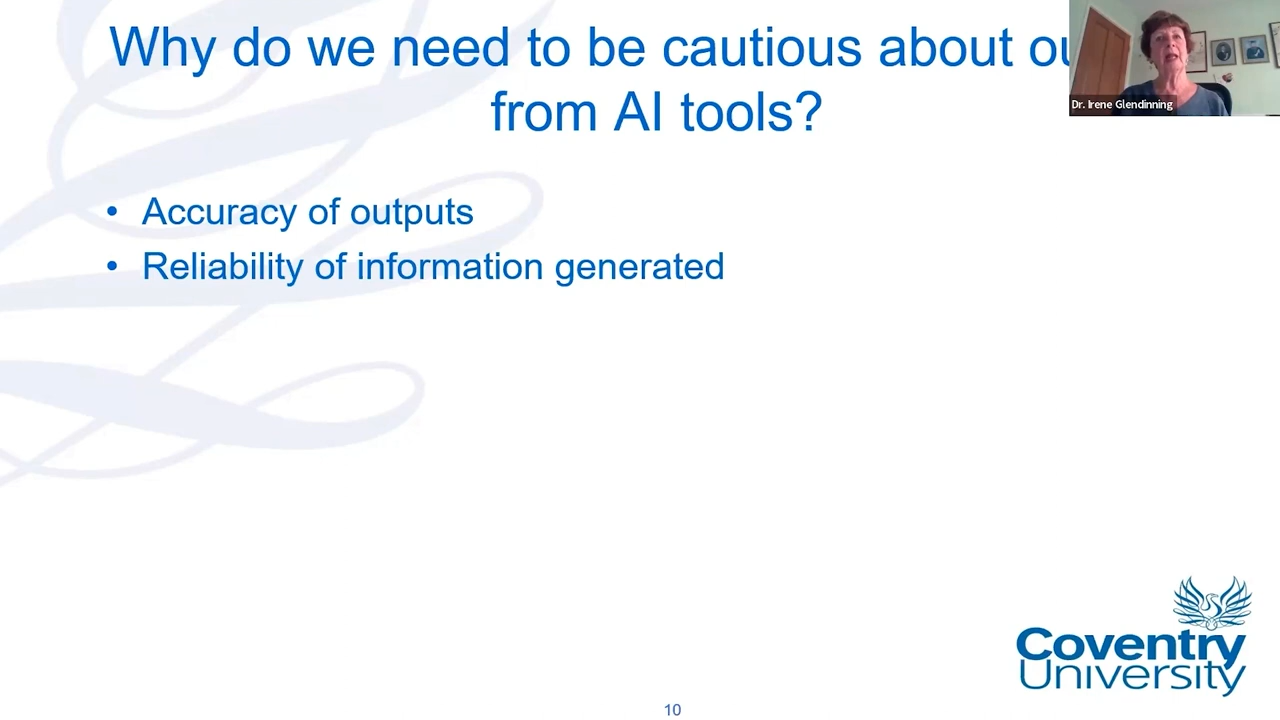 Why do we need to be cautious about
from AI tools?
Dr. Irene Glendinning
• Accuracy of outputs
• Reliability of information generated
Coventry
University
10